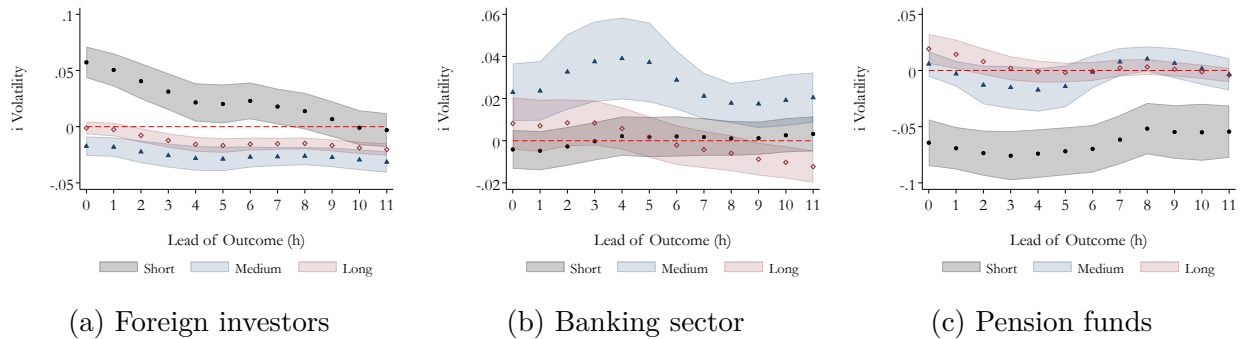 .1
.05
0
-.05
i Volatility
0 1 2 3 4 5 6 7 8 9 10 11
Lead of Outcome (h)
Short Medium Long
(a) Foreign investors
.06
.04
.02
0
-.02
i Volatility
0 1 2 3 4 5 6 7 8 9 10 11
Lead of Outcome (h)
Short Medium Long
(b) Banking sector
.05
0
-.05
-.1
i Volatility
0 1 2 3 4 5 6 7 8 9 10 11
Lead of Outcome (h)
Short Medium Long
(c) Pension funds